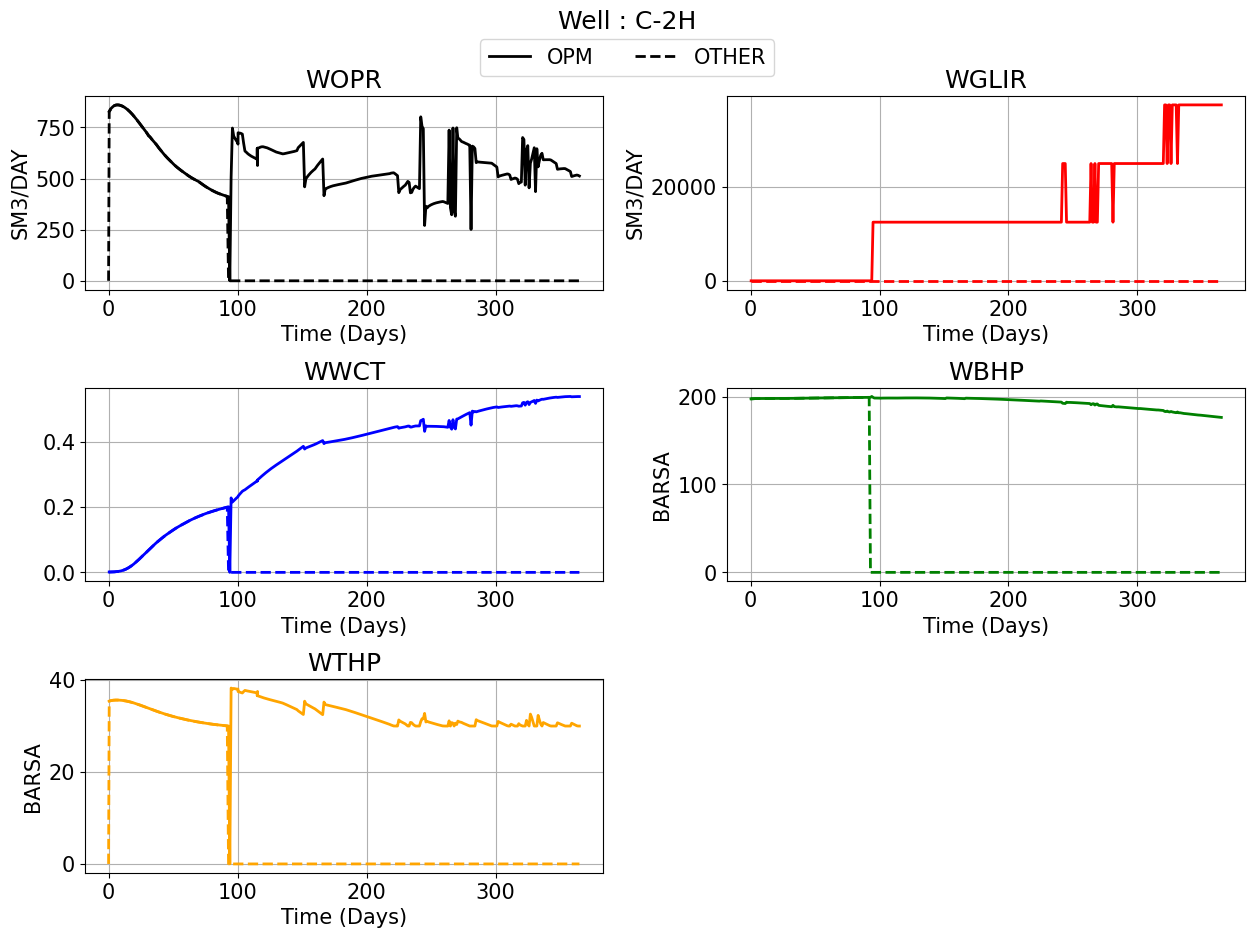 Well : C-2H
OPM OTHER
WOPR
750
500
250
0
SM3/DAY
0 100 200 300
Time (Days)
WGLIR
20000
0
SM3/DAY
0 100 200 300
Time (Days)
WWCT
0.4
0.2
0.0
0 100 200 300
Time (Days)
WBHP
200
100
0
BARSA
0 100 200 300
Time (Days)
WTHP
40
20
0
BARSA
0 100 200 300
Time (Days)